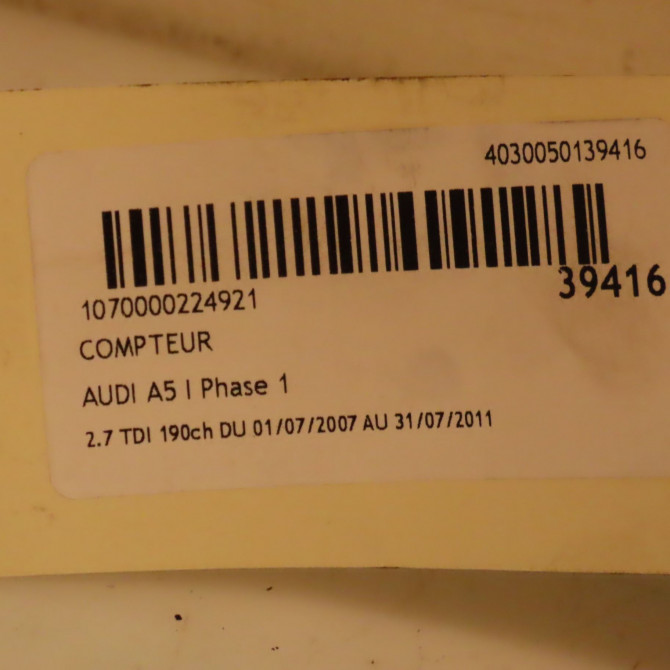 4030050139416
1070000224921
39416
COMPTEUR
AUDI A5 I Phase 1
2.7 TDI 190ch DU 01/07/2007 AU 31/07/2011